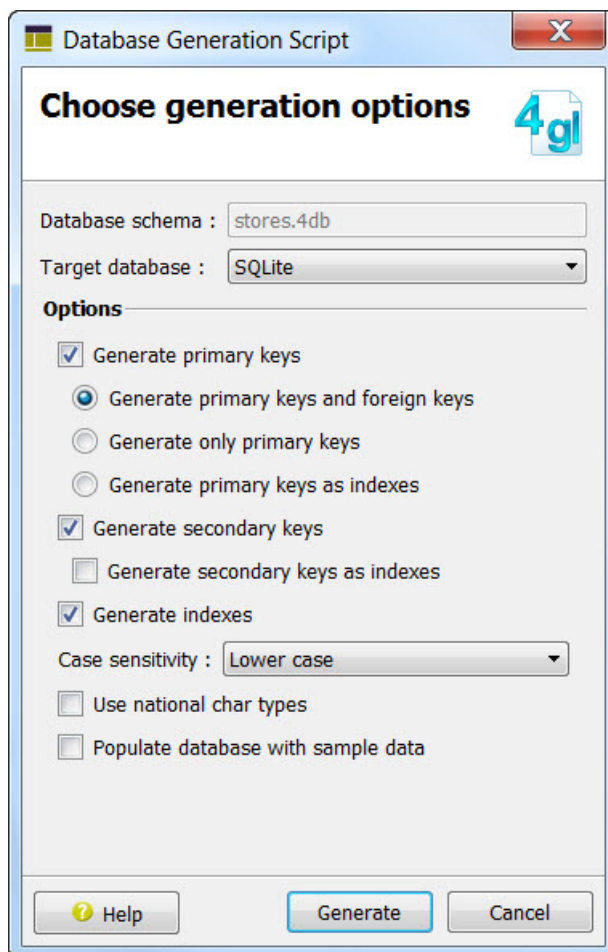 Database Generation Script
Choose generation options
4gl
Database schema : stores.4db
Target database : SQLite
Options
Generate primary keys
Generate primary keys and foreign keys
Generate only primary keys
Generate primary keys as indexes
Generate secondary keys
Generate secondary keys as indexes
Generate indexes
Case sensitivity : Lower case
Use national char types
Populate database with sample data
Help Generate Cancel